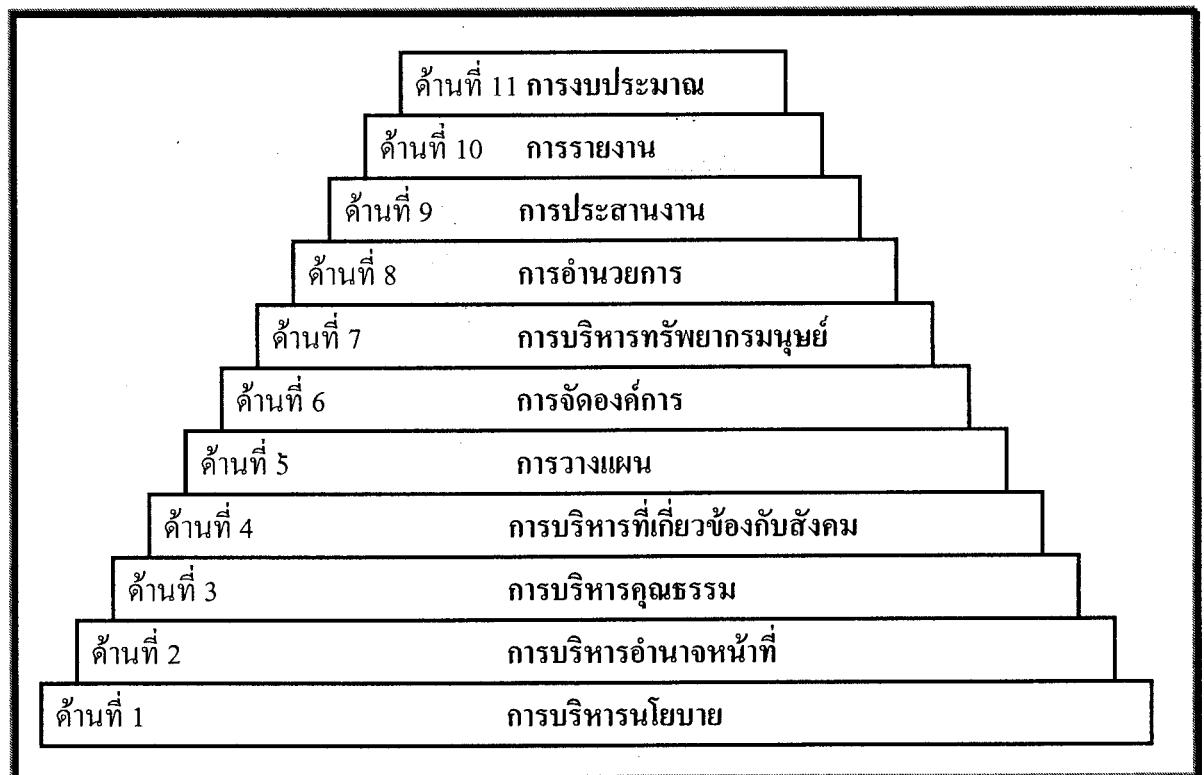 ด้านที่ 11 การงบประมาณ
ด้านที่ 10 การรายงาน
ด้านที่ 9 การประสานงาน
ด้านที่ 8 การอำนวยการ
ด้านที่ 7 การบริหารทรัพยากรมนุษย์
ด้านที่ 6 การจัดองค์การ
ด้านที่ 5 การวางแผน
ด้านที่ 4 การบริหารที่เกี่ยวข้องกับสังคม
ด้านที่ 3 การบริหารคุณธรรม
ด้านที่ 2 การบริหารอำนาจหน้าที่
ด้านที่ 1 การบริหารนโยบาย